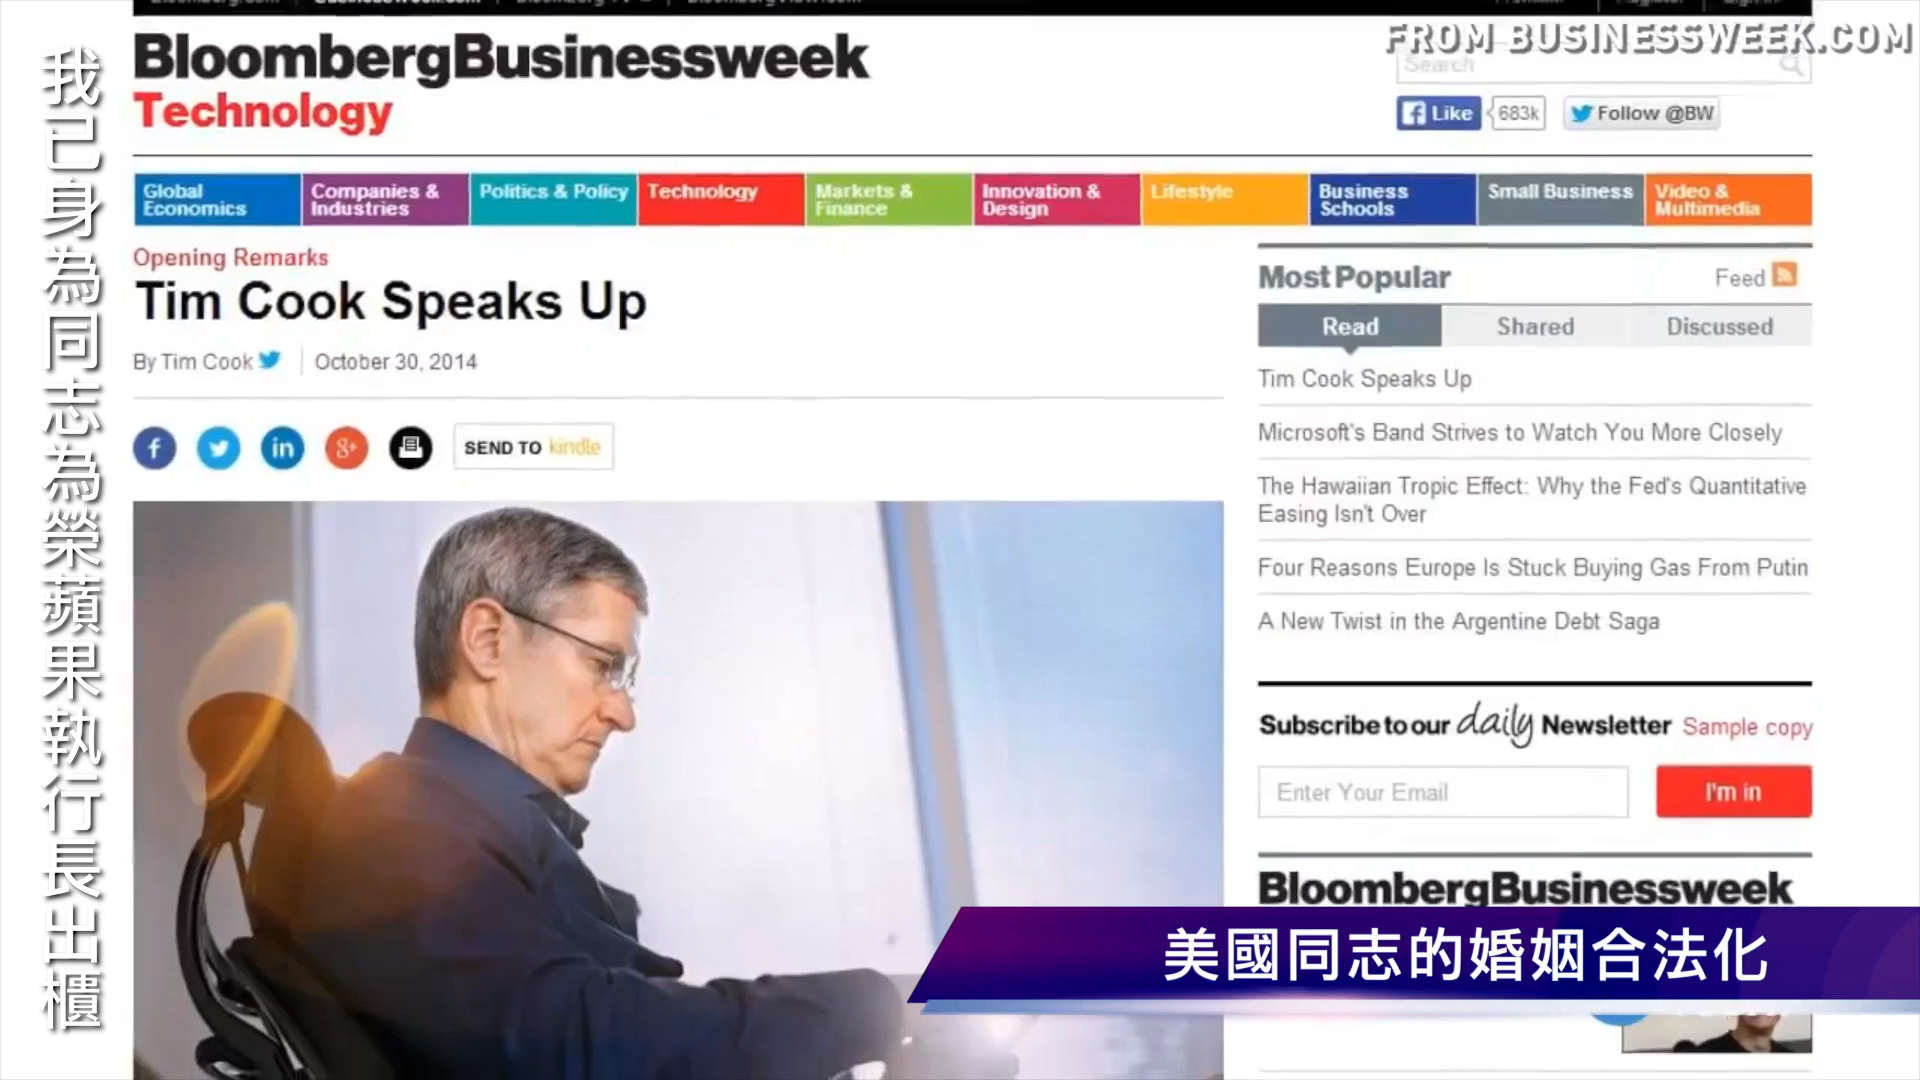 FROM BUSINESSWEEK.COM
BloombergBusinessweek
Technology
Search
Like
683k
Follow @BW
Global Economics
Companies & Industries
Politics & Policy
Technology
Markets & Finance
Innovation & Design
Lifestyle
Business Schools
Small Business
Video & Multimedia
Opening Remarks
Tim Cook Speaks Up
By Tim Cook
October 30, 2014
SEND TO kindle
Most Popular
Feed
Read
Shared
Discussed
Tim Cook Speaks Up
Microsoft's Band Strives to Watch You More Closely
The Hawaiian Tropic Effect: Why the Fed's Quantitative
Easing Isn't Over
Four Reasons Europe Is Stuck Buying Gas From Putin
A New Twist in the Argentine Debt Saga
Subscribe to our daily Newsletter
Sample copy
Enter Your Email
I'm in
BloombergBusinessweek
我己身為同志為榮蘋果執行長出櫃
美國同志的婚姻合法化